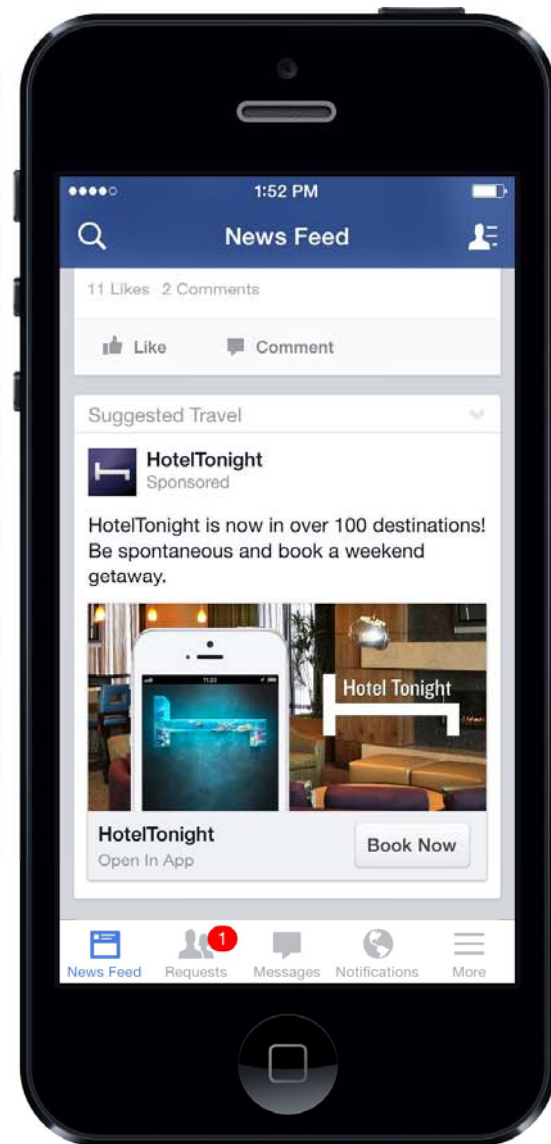 1:52 PM
News Feed
11 Likes 2 Comments
Like Comment
Suggested Travel
HotelTonight
Sponsored
HotelTonight is now in over 100 destinations!
Be spontaneous and book a weekend
getaway.
11:22
Hotel Tonight
HotelTonight
Open In App
Book Now
1
News Feed Requests Messages Notifications More